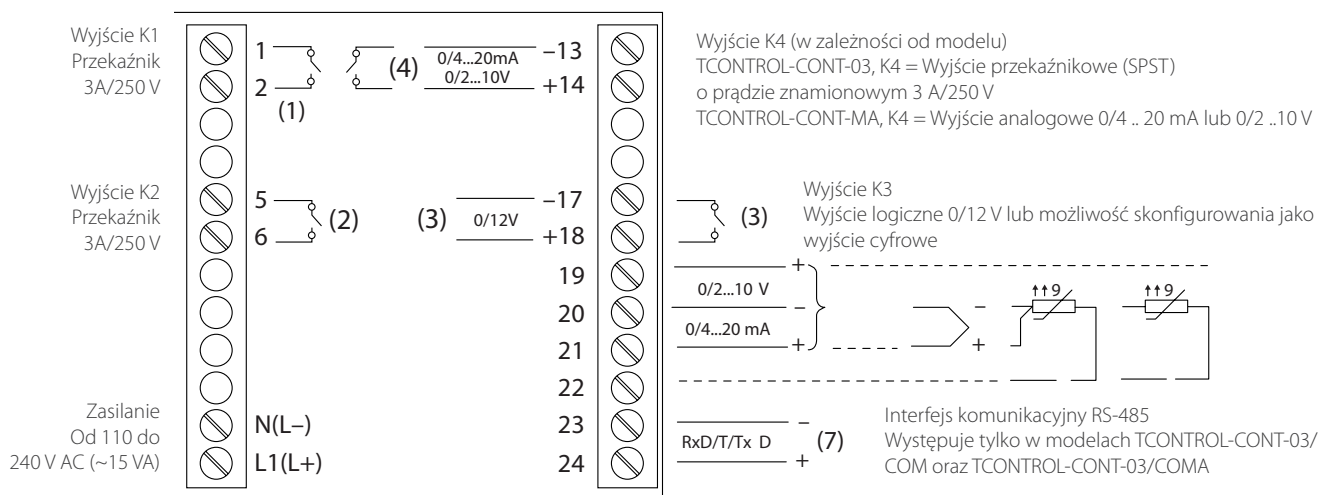 Wyjście K1
Przekaźnik
3A/250 V
1
2
(1)
(4)
0/4...20mA
0/2...10V
–13
+14
Wyjście K4 (w zależności od modelu)
TCONTROL-CONT-03, K4 = Wyjście przekaźnikowe (SPST)
o prądzie znamionowym 3 A/250 V
TCONTROL-CONT-MA, K4 = Wyjście analogowe 0/4 .. 20 mA lub 0/2 ..10 V
Wyjście K2
Przekaźnik
3A/250 V
5
6
(2)
(3)
0/12V
–17
+18
(3)
Wyjście K3
Wyjście logiczne 0/12 V lub możliwość skonfigurowania jako
wyjście cyfrowe
19
20
21
22
+
0/2...10 V
–
0/4...20 mA
+
–
+
9
9
Zasilanie
Od 110 do
240 V AC (~15 VA)
N(L–)
L1(L+)
23
24
–
RxD/T/Tx D
+
(7)
Interfejs komunikacyjny RS-485
Występuje tylko w modelach TCONTROL-CONT-03/
COM oraz TCONTROL-CONT-03/COMA